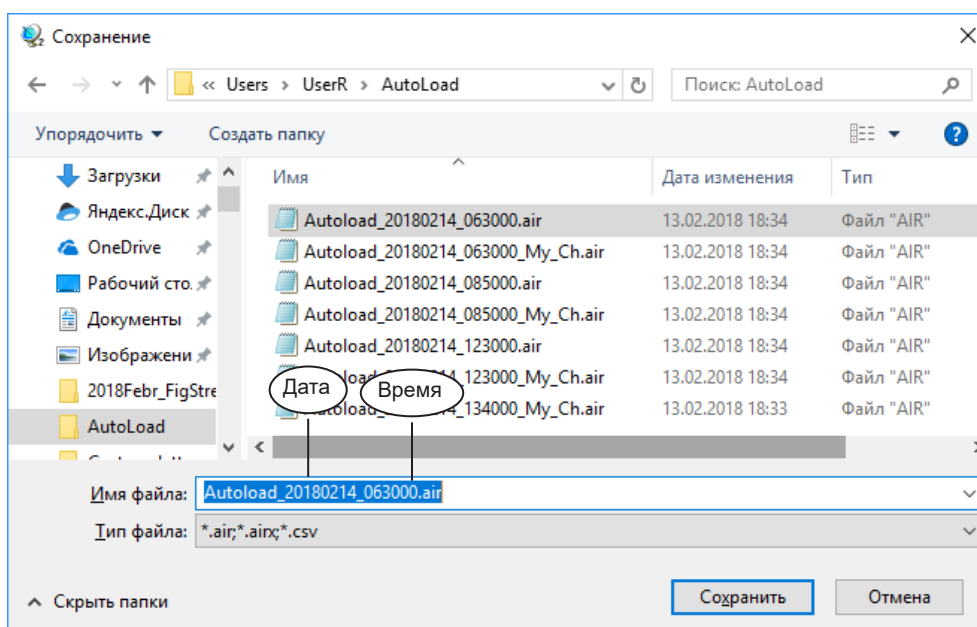 Сохранение
« Users > UserR > AutoLoad
Поиск: AutoLoad
Упорядочить
Создать папку
Загрузки
Яндекс.Диск
OneDrive
Рабочий сто.
Документы
Изображени
2018Febr_FigStre
AutoLoad
Имя Дата изменения Тип
Autoload_20180214_063000.air 13.02.2018 18:34 Файл "AIR"
Autoload_20180214_063000_My_Ch.air 13.02.2018 18:34 Файл "AIR"
Autoload_20180214_085000.air 13.02.2018 18:34 Файл "AIR"
Autoload_20180214_085000_My_Ch.air 13.02.2018 18:34 Файл "AIR"
Autoload_20180214_123000.air 13.02.2018 18:34 Файл "AIR"
4_123000_My_Ch.air 13.02.2018 18:34 Файл "AIR"
4_134000_My_Ch.air 13.02.2018 18:33 Файл "AIR"
Дата
Время
Имя файла: Autoload_20180214_063000.air
Тип файла: *.air;*.airx;*.csv
Скрыть папки
Сохранить
Отмена